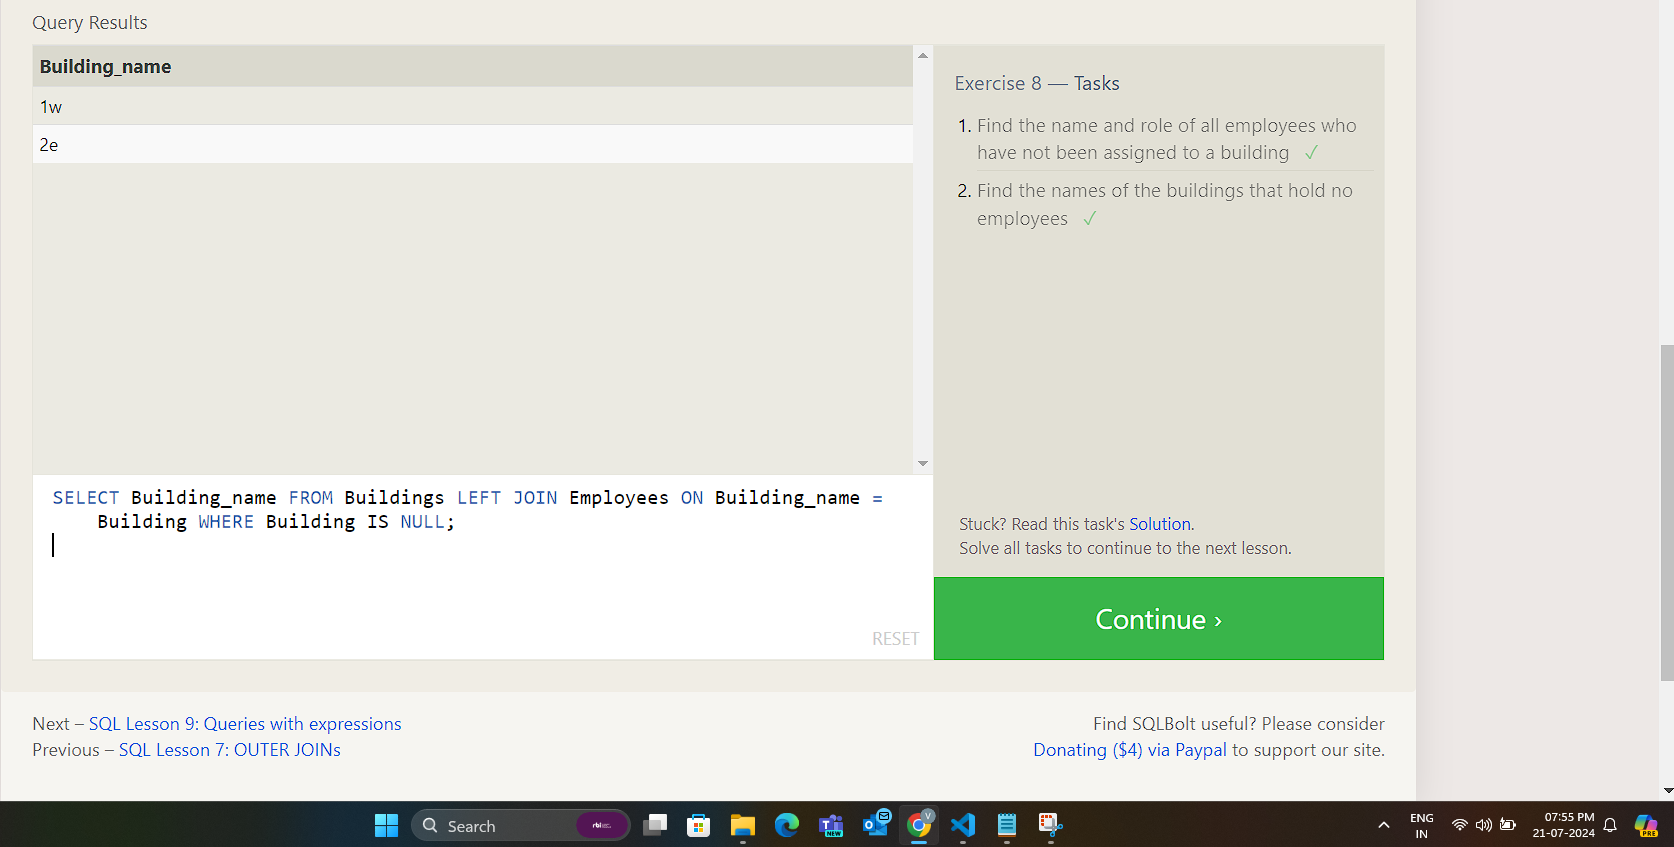 Query Results
Building_name
1w
2e
Exercise 8 — Tasks
1. Find the name and role of all employees who
have not been assigned to a building ✓
2. Find the names of the buildings that hold no
employees ✓
SELECT Building_name FROM Buildings LEFT JOIN Employees ON Building_name =
Building WHERE Building IS NULL;
RESET
Stuck? Read this task's Solution.
Solve all tasks to continue to the next lesson.
Continue ›
Next – SQL Lesson 9: Queries with expressions
Previous – SQL Lesson 7: OUTER JOINs
Find SQLBolt useful? Please consider
Donating ($4) via Paypal to support our site.
Search
rbl
NEW
V
ENG
IN
07:55 PM
21-07-2024
PRE